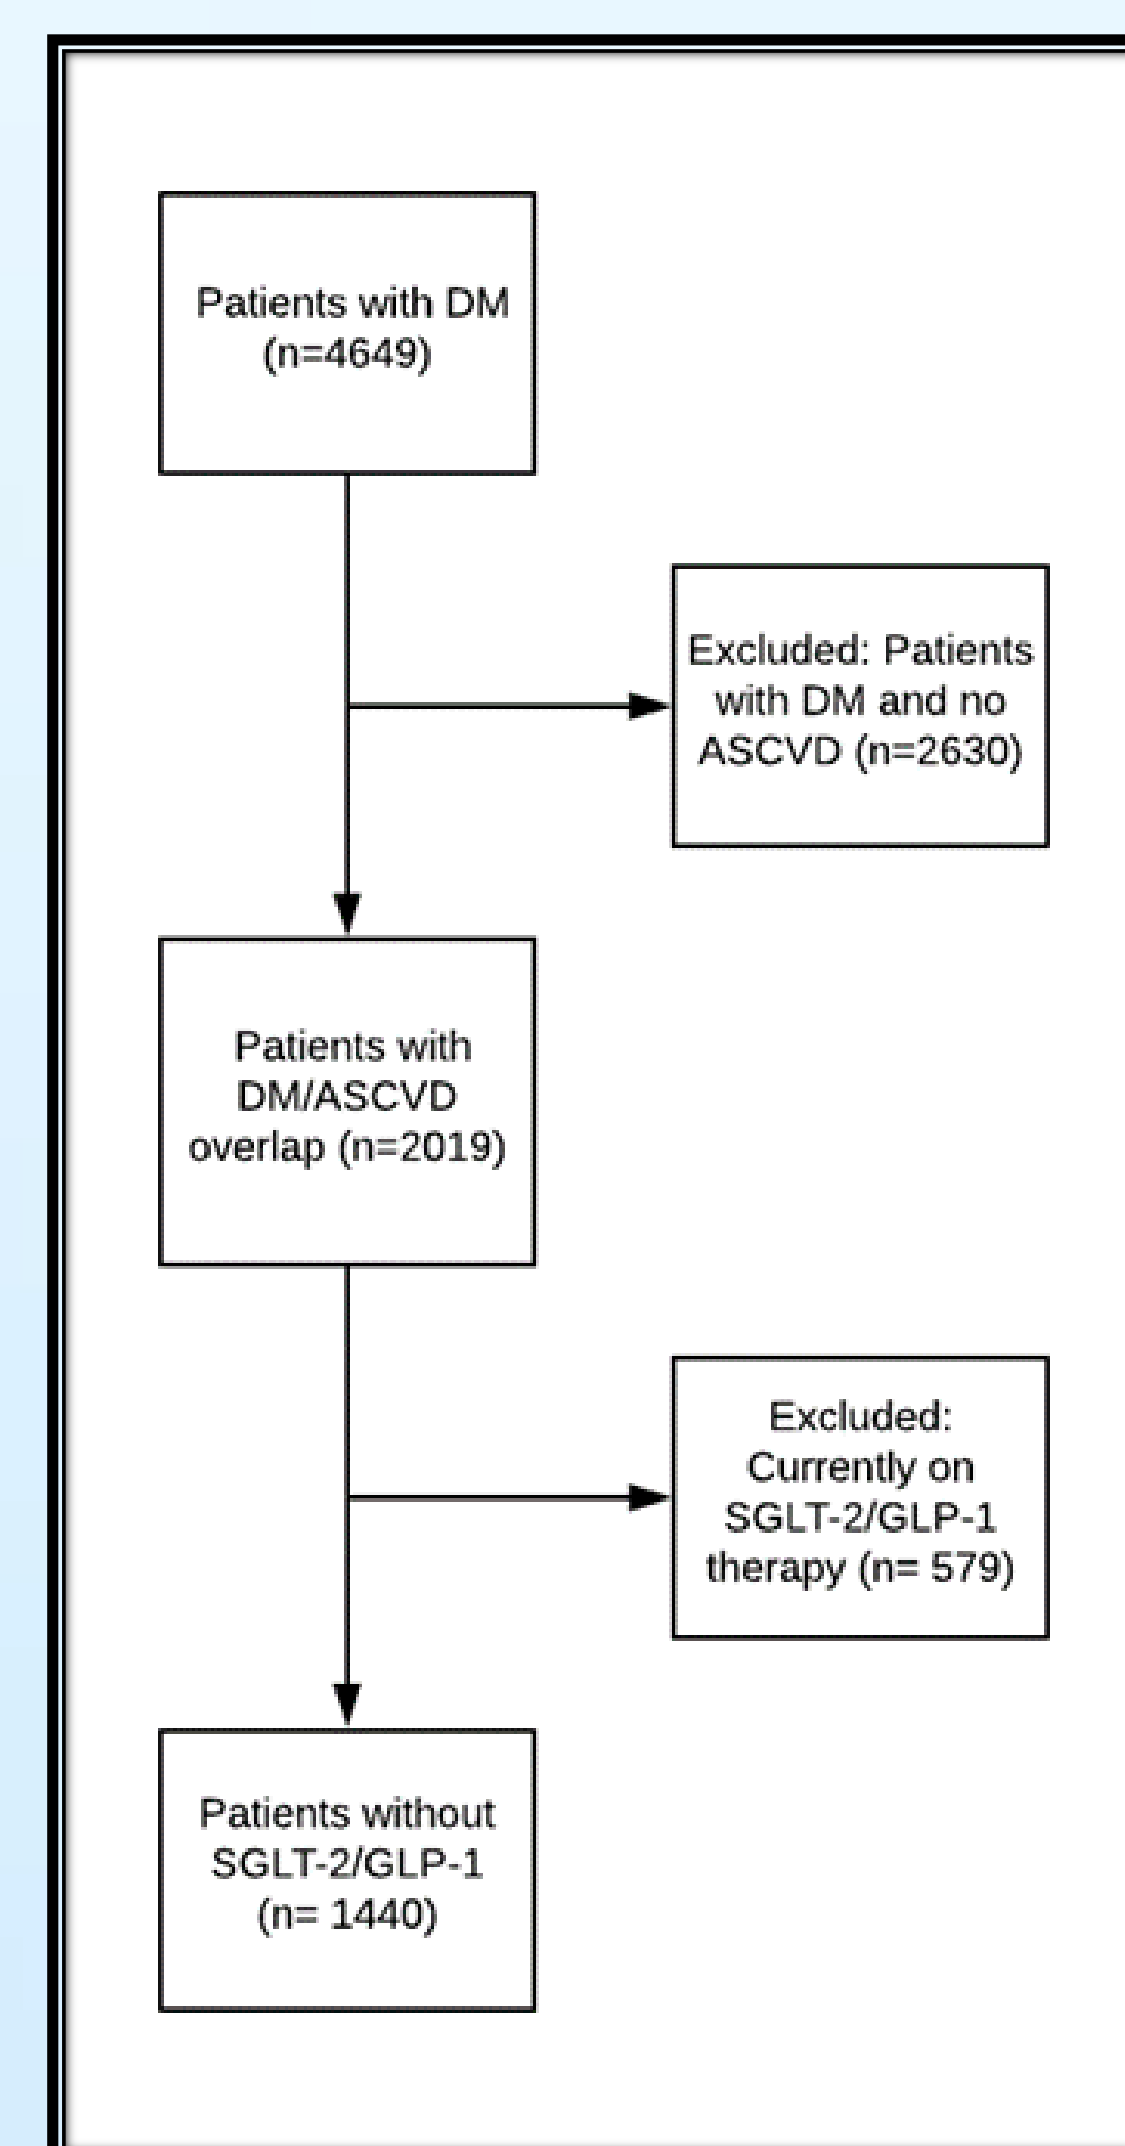 Patients with DM
(n=4649)
Excluded: Patients
with DM and no
ASCVD (n=2630)
Patients with
DM/ASCVD
overlap (n=2019)
Excluded:
Currently on
SGLT-2/GLP-1
therapy (n= 579)
Patients without
SGLT-2/GLP-1
(n= 1440)